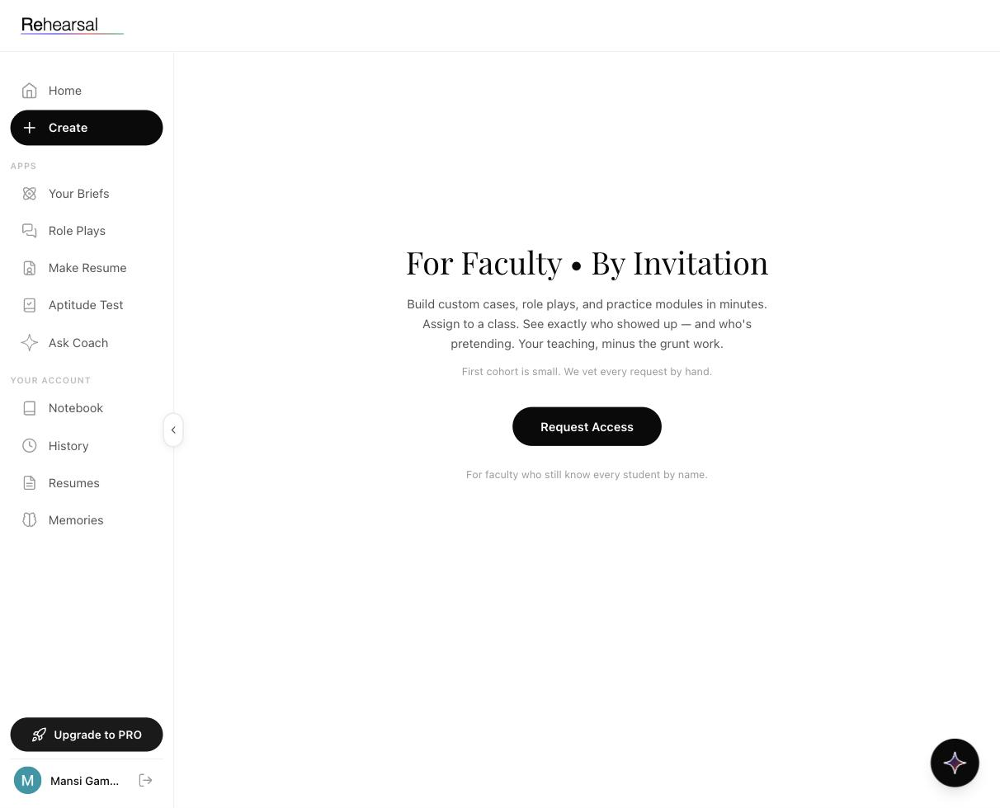 Rehearsal
Home
Create
APPS
Your Briefs
Role Plays
Make Resume
Aptitude Test
Ask Coach
YOUR ACCOUNT
Notebook
History
Resumes
Memories
Upgrade to PRO
M
Mansi Gam...
For Faculty • By Invitation
Build custom cases, role plays, and practice modules in minutes.
Assign to a class. See exactly who showed up — and who's
pretending. Your teaching, minus the grunt work.
First cohort is small. We vet every request by hand.
Request Access
For faculty who still know every student by name.